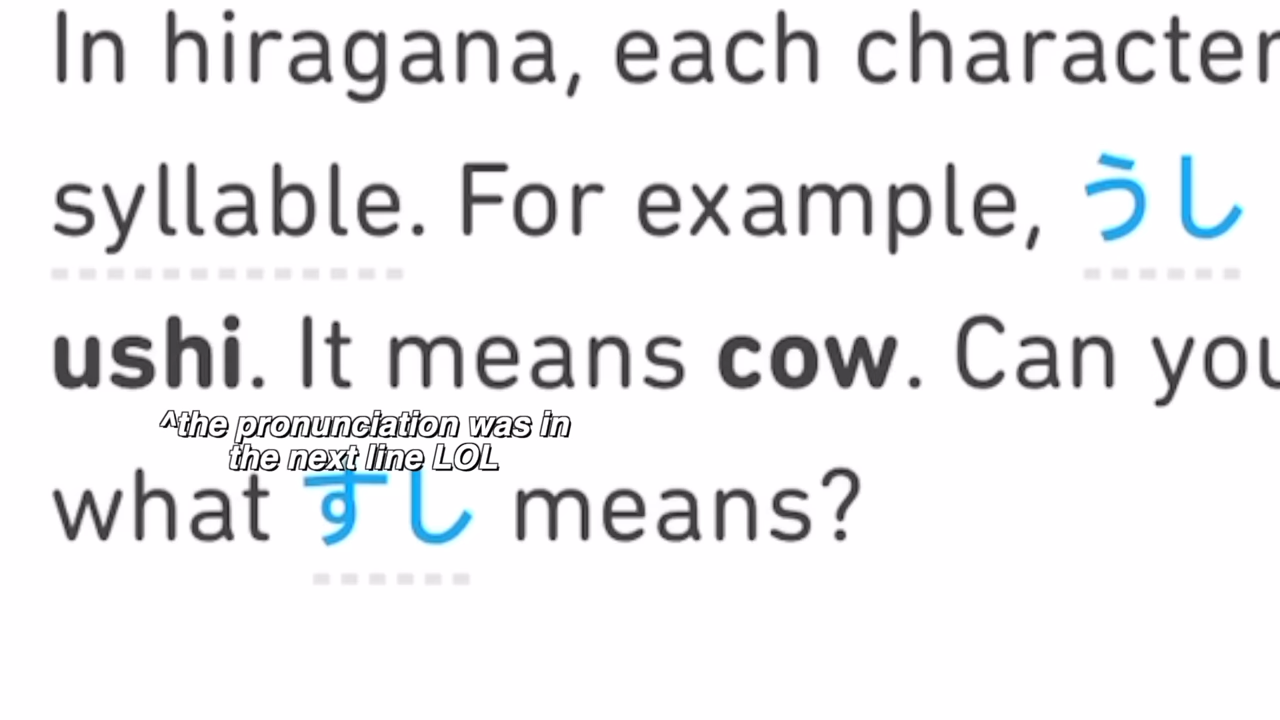 In hiragana, each character
syllable. For example, うし
ushi. It means cow. Can you
^the pronunciation was in
the next line LOL
what すし means?